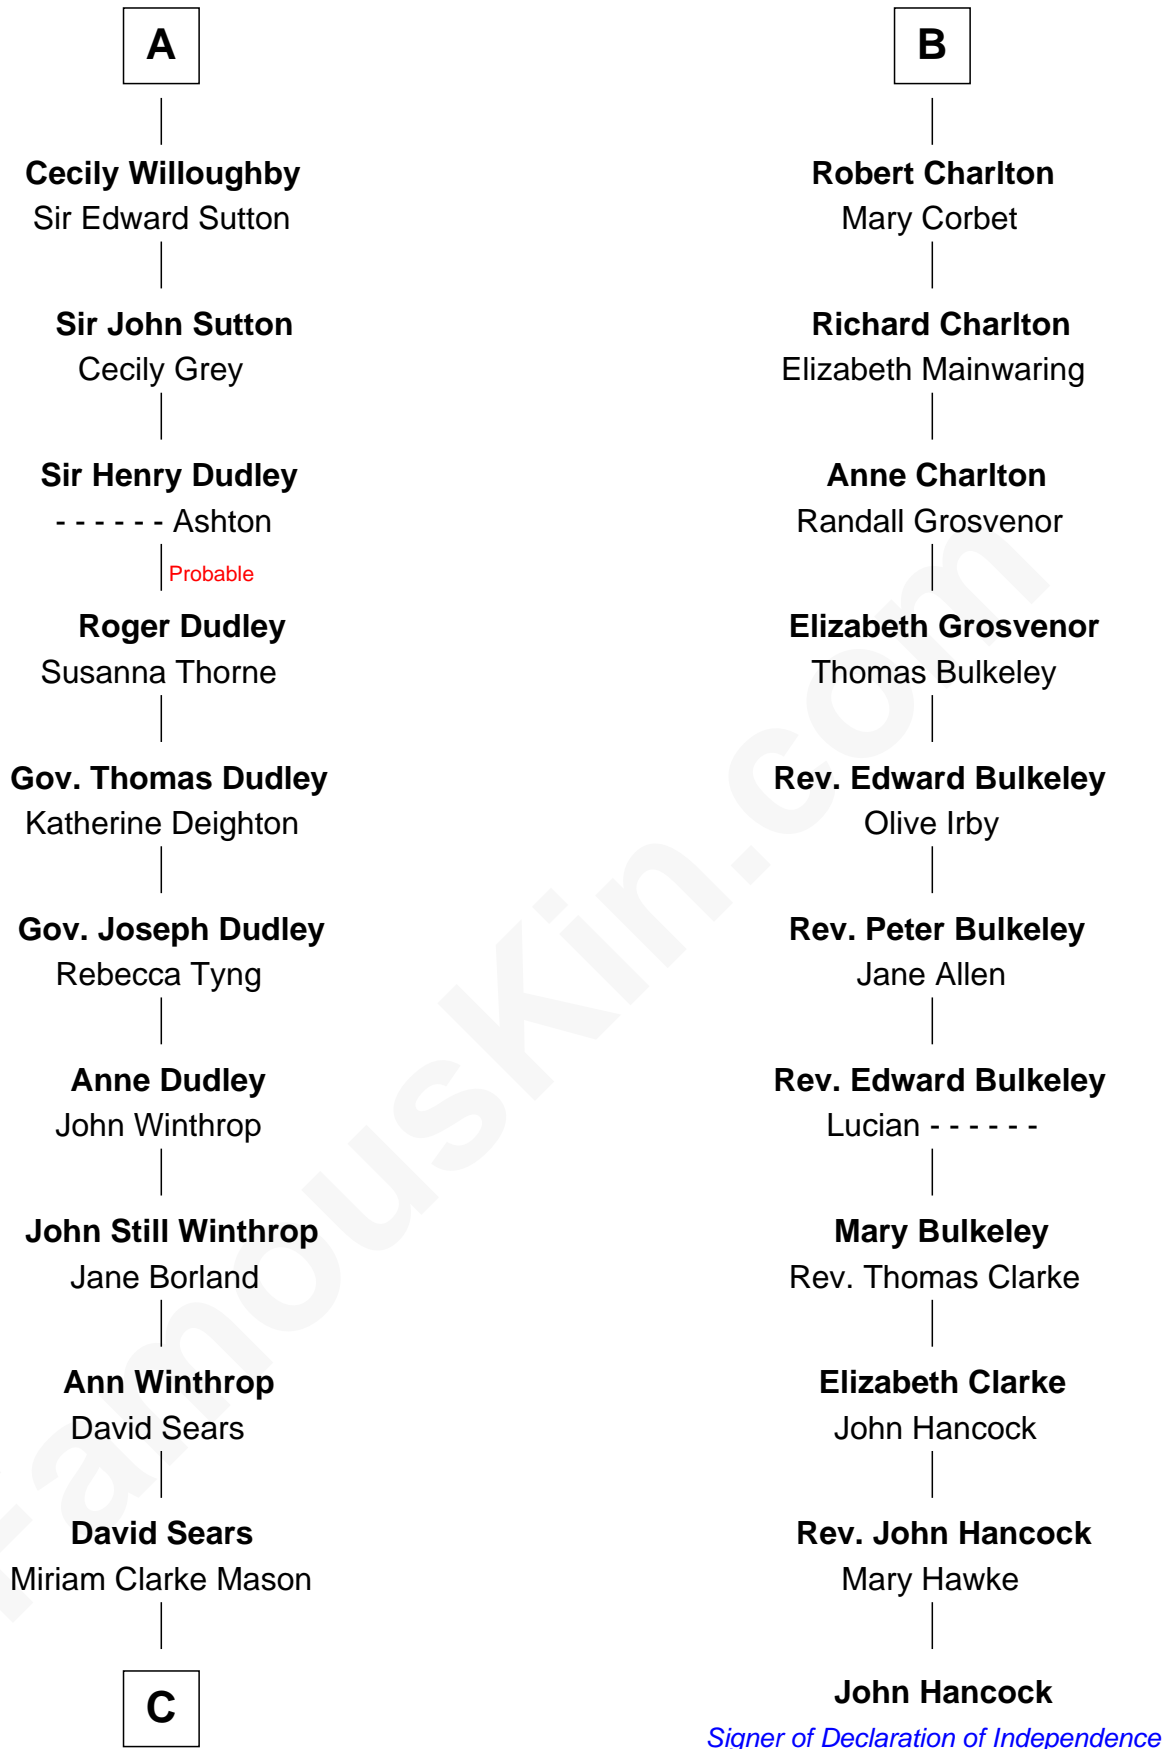 A
Cecily Willoughby
Sir Edward Sutton
Sir John Sutton
Cecily Grey
Sir Henry Dudley
- - - - - - Ashton
Probable
Roger Dudley
Susanna Thorne
Gov. Thomas Dudley
Katherine Deighton
Gov. Joseph Dudley
Rebecca Tyng
Anne Dudley
John Winthrop
John Still Winthrop
Jane Borland
Ann Winthrop
David Sears
David Sears
Miriam Clarke Mason
C
B
Robert Charlton
Mary Corbet
Richard Charlton
Elizabeth Mainwaring
Anne Charlton
Randall Grosvenor
Elizabeth Grosvenor
Thomas Bulkeley
Rev. Edward Bulkeley
Olive Irby
Rev. Peter Bulkeley
Jane Allen
Rev. Edward Bulkeley
Lucian - - - - - -
Mary Bulkeley
Rev. Thomas Clarke
Elizabeth Clarke
John Hancock
Rev. John Hancock
Mary Hawke
John Hancock
Signer of Declaration of Independence
FamousKin.com